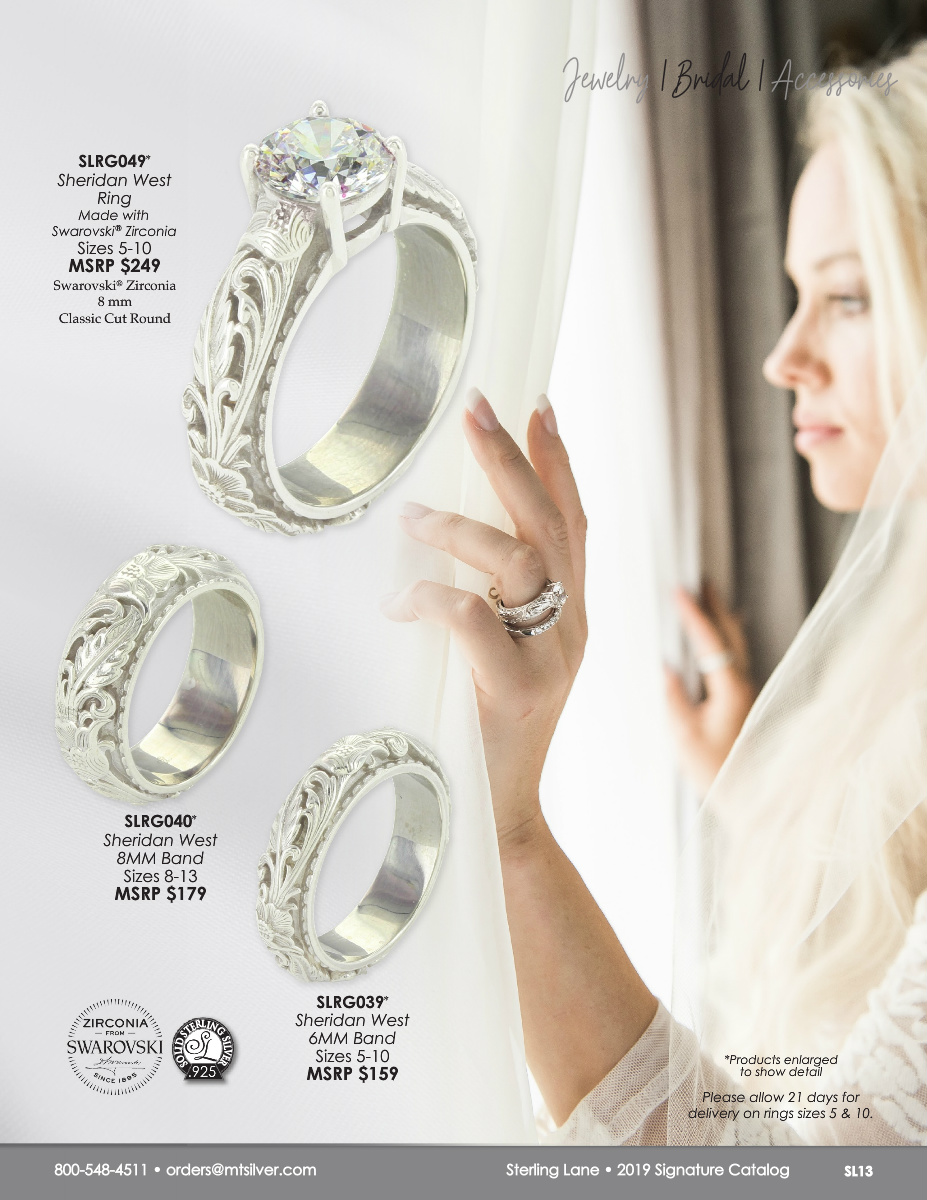 Jewelry | Bridal | Accessories
SLRG049*
Sheridan West
Ring
Made with
Swarovski® Zirconia
Sizes 5-10
MSRP $249
Swarovski® Zirconia
8 mm
Classic Cut Round
SLRG040*
Sheridan West
8MM Band
Sizes 8-13
MSRP $179
SLRG039*
Sheridan West
6MM Band
Sizes 5-10
MSRP $159
ZIRCONIA
FROM
SWAROVSKI
SINCE 1895
SOLID STERLING SILVER
SL
.925
*Products enlarged
to show detail
Please allow 21 days for
delivery on rings sizes 5 & 10.
800-548-4511 • orders@mtsilver.com
Sterling Lane • 2019 Signature Catalog
SL13